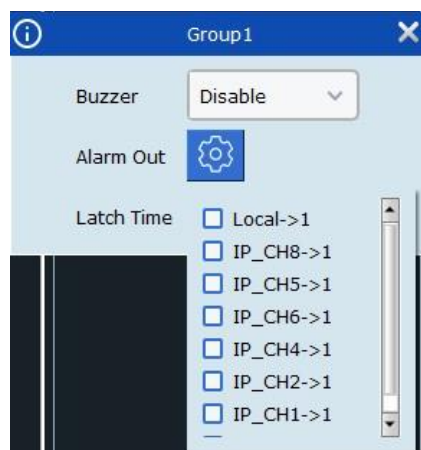 Group1
Buzzer Disable
Alarm Out
Latch Time Local->1
IP_CH8->1
IP_CH5->1
IP_CH6->1
IP_CH4->1
IP_CH2->1
IP_CH1->1